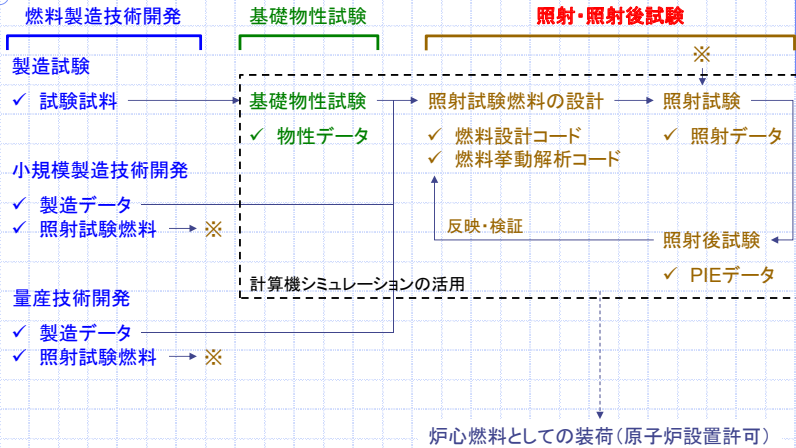 燃料製造技術開発
基礎物性試験
照射・照射後試験
※
製造試験
✓ 試験試料
基礎物性試験
✓ 物性データ
照射試験燃料の設計
✓ 燃料設計コード
✓ 燃料挙動解析コード
照射試験
✓ 照射データ
小規模製造技術開発
✓ 製造データ
✓ 照射試験燃料
※
反映・検証
照射後試験
✓ PIEデータ
計算機シミュレーションの活用
量産技術開発
✓ 製造データ
✓ 照射試験燃料
※
炉心燃料としての装荷(原子炉設置許可)